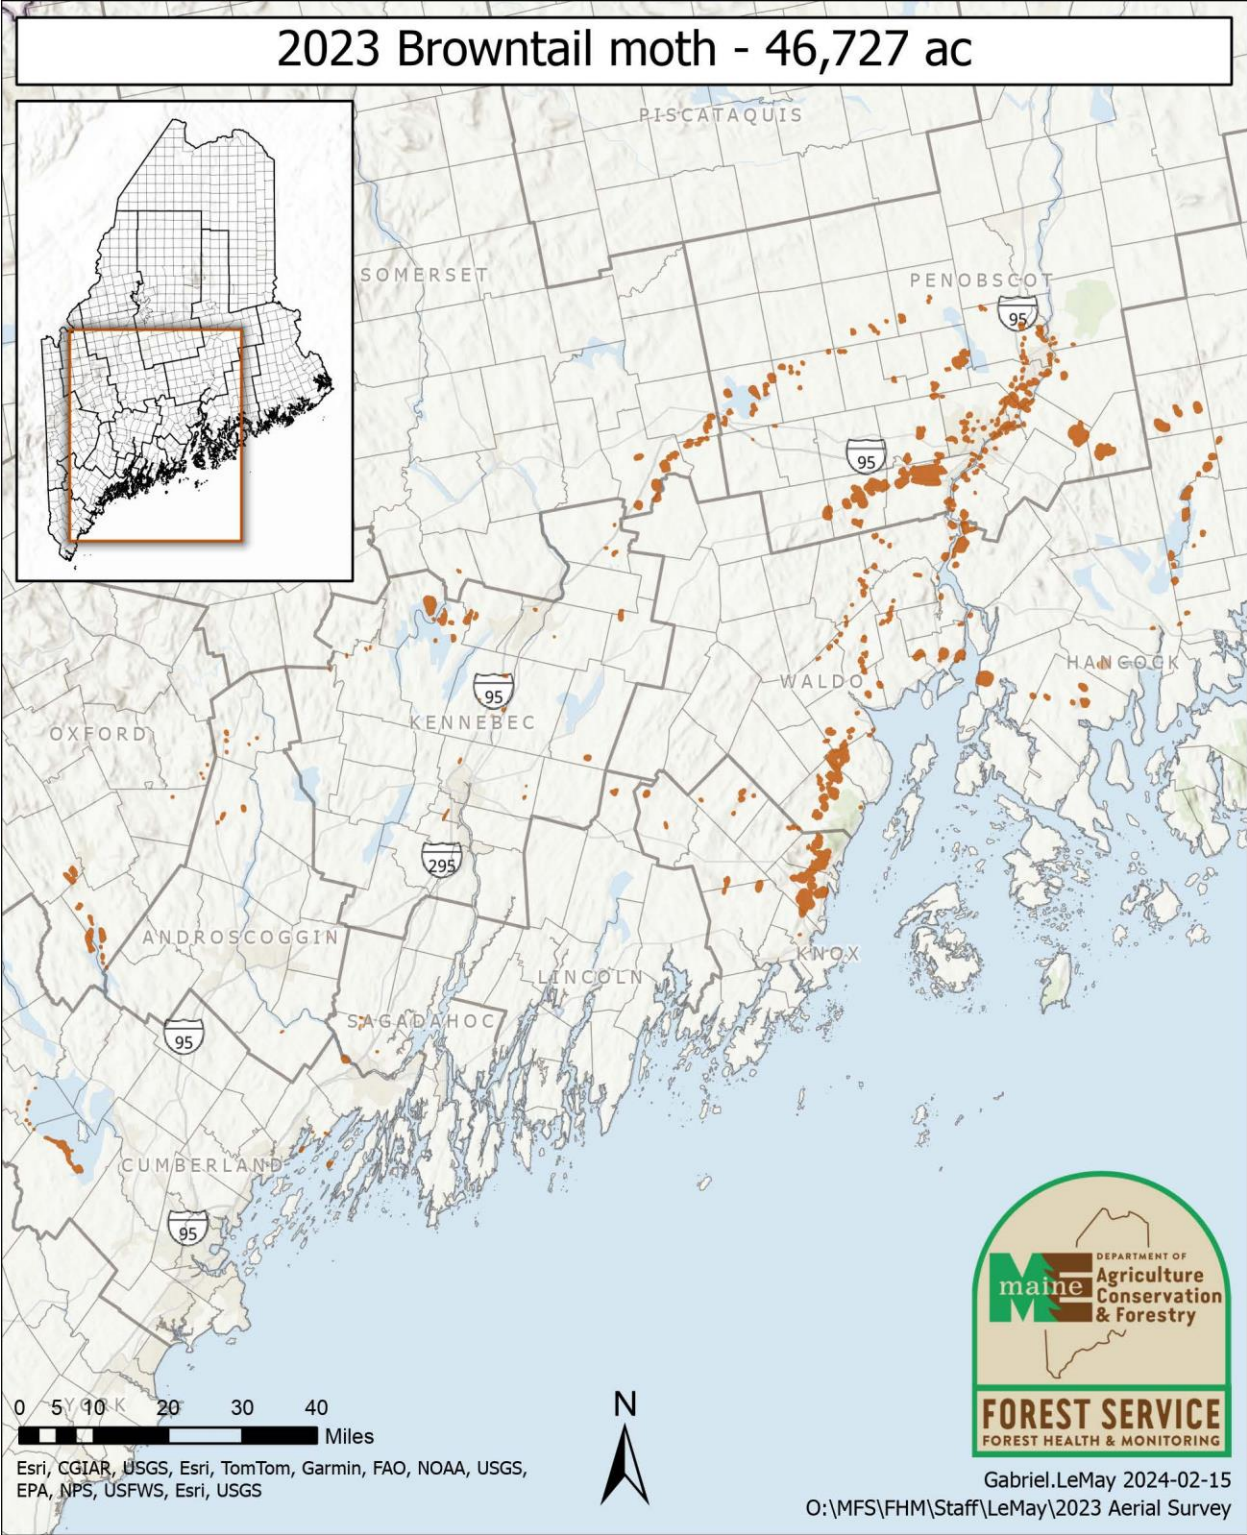 2023 Browntail moth - 46,727 ac
PISCATAQUIS
SOMERSET
PENOBSCOT
95
95
HANCOCK
WALDO
95
KENNEBEC
OXFORD
295
ANDROSCOGGIN
KNOX
LINCOLN
SAGADAHOC
95
CUMBERLAND
95
maine
DEPARTMENT OF
Agriculture
Conservation
& Forestry
FOREST SERVICE
FOREST HEALTH & MONITORING
YORK
0 5 10 20 30 40
Miles
N
Esri, CGIAR, USGS, Esri, TomTom, Garmin, FAO, NOAA, USGS,
EPA, NPS, USFWS, Esri, USGS
Gabriel.LeMay 2024-02-15
O:\MFS\FHM\Staff\LeMay\2023 Aerial Survey